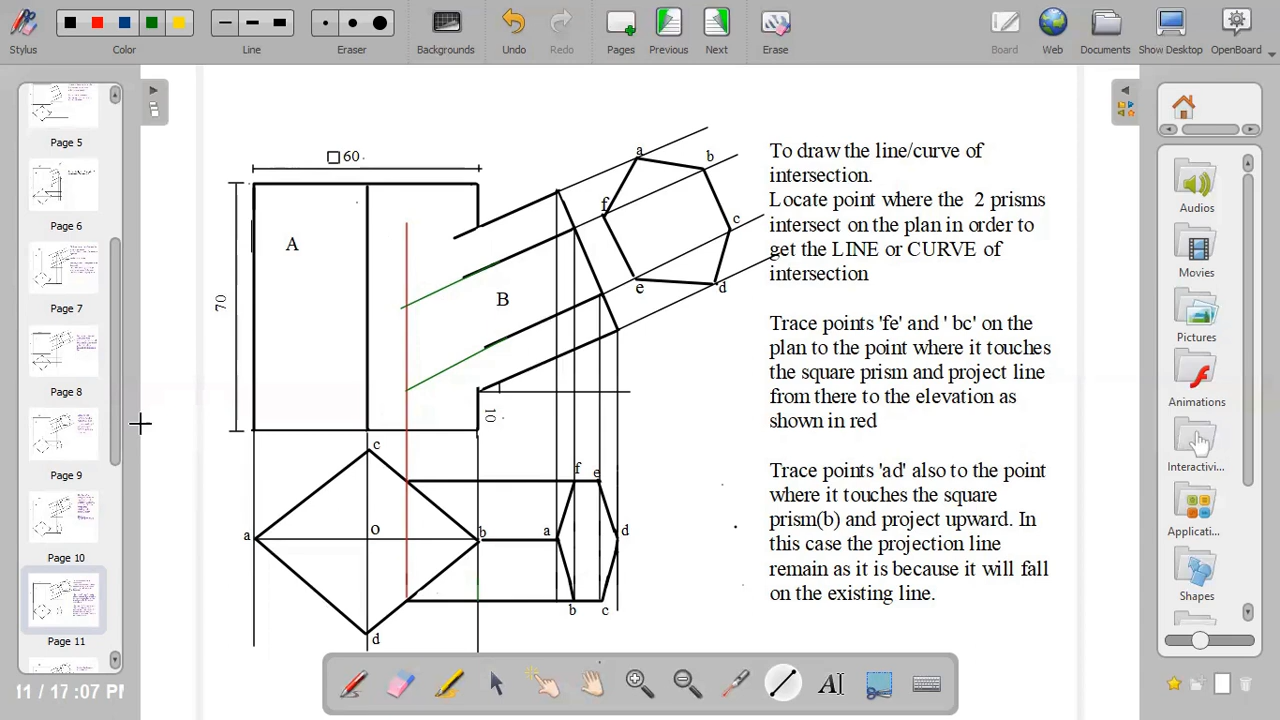 Stylus
Color
Line
Eraser
Backgrounds
Undo
Redo
Pages
Previous
Next
Erase
Board
Web
Documents
Show Desktop
OpenBoard
Page 5
Page 6
Page 7
Page 8
Page 9
Page 10
Page 11
11 / 17:07 PM
60
A
70
B
10
a
b
c
d
e
f
c
a
O
b
d
f
e
a
d
b
c
To draw the line/curve of
intersection.
Locate point where the 2 prisms
intersect on the plan in order to
get the LINE or CURVE of
intersection
Trace points 'fe' and ' bc' on the
plan to the point where it touches
the square prism and project line
from there to the elevation as
shown in red
Trace points 'ad' also to the point
where it touches the square
prism(b) and project upward. In
this case the projection line
remain as it is because it will fall
on the existing line.
Audios
Movies
Pictures
Animations
Interactivi...
Applicati...
Shapes